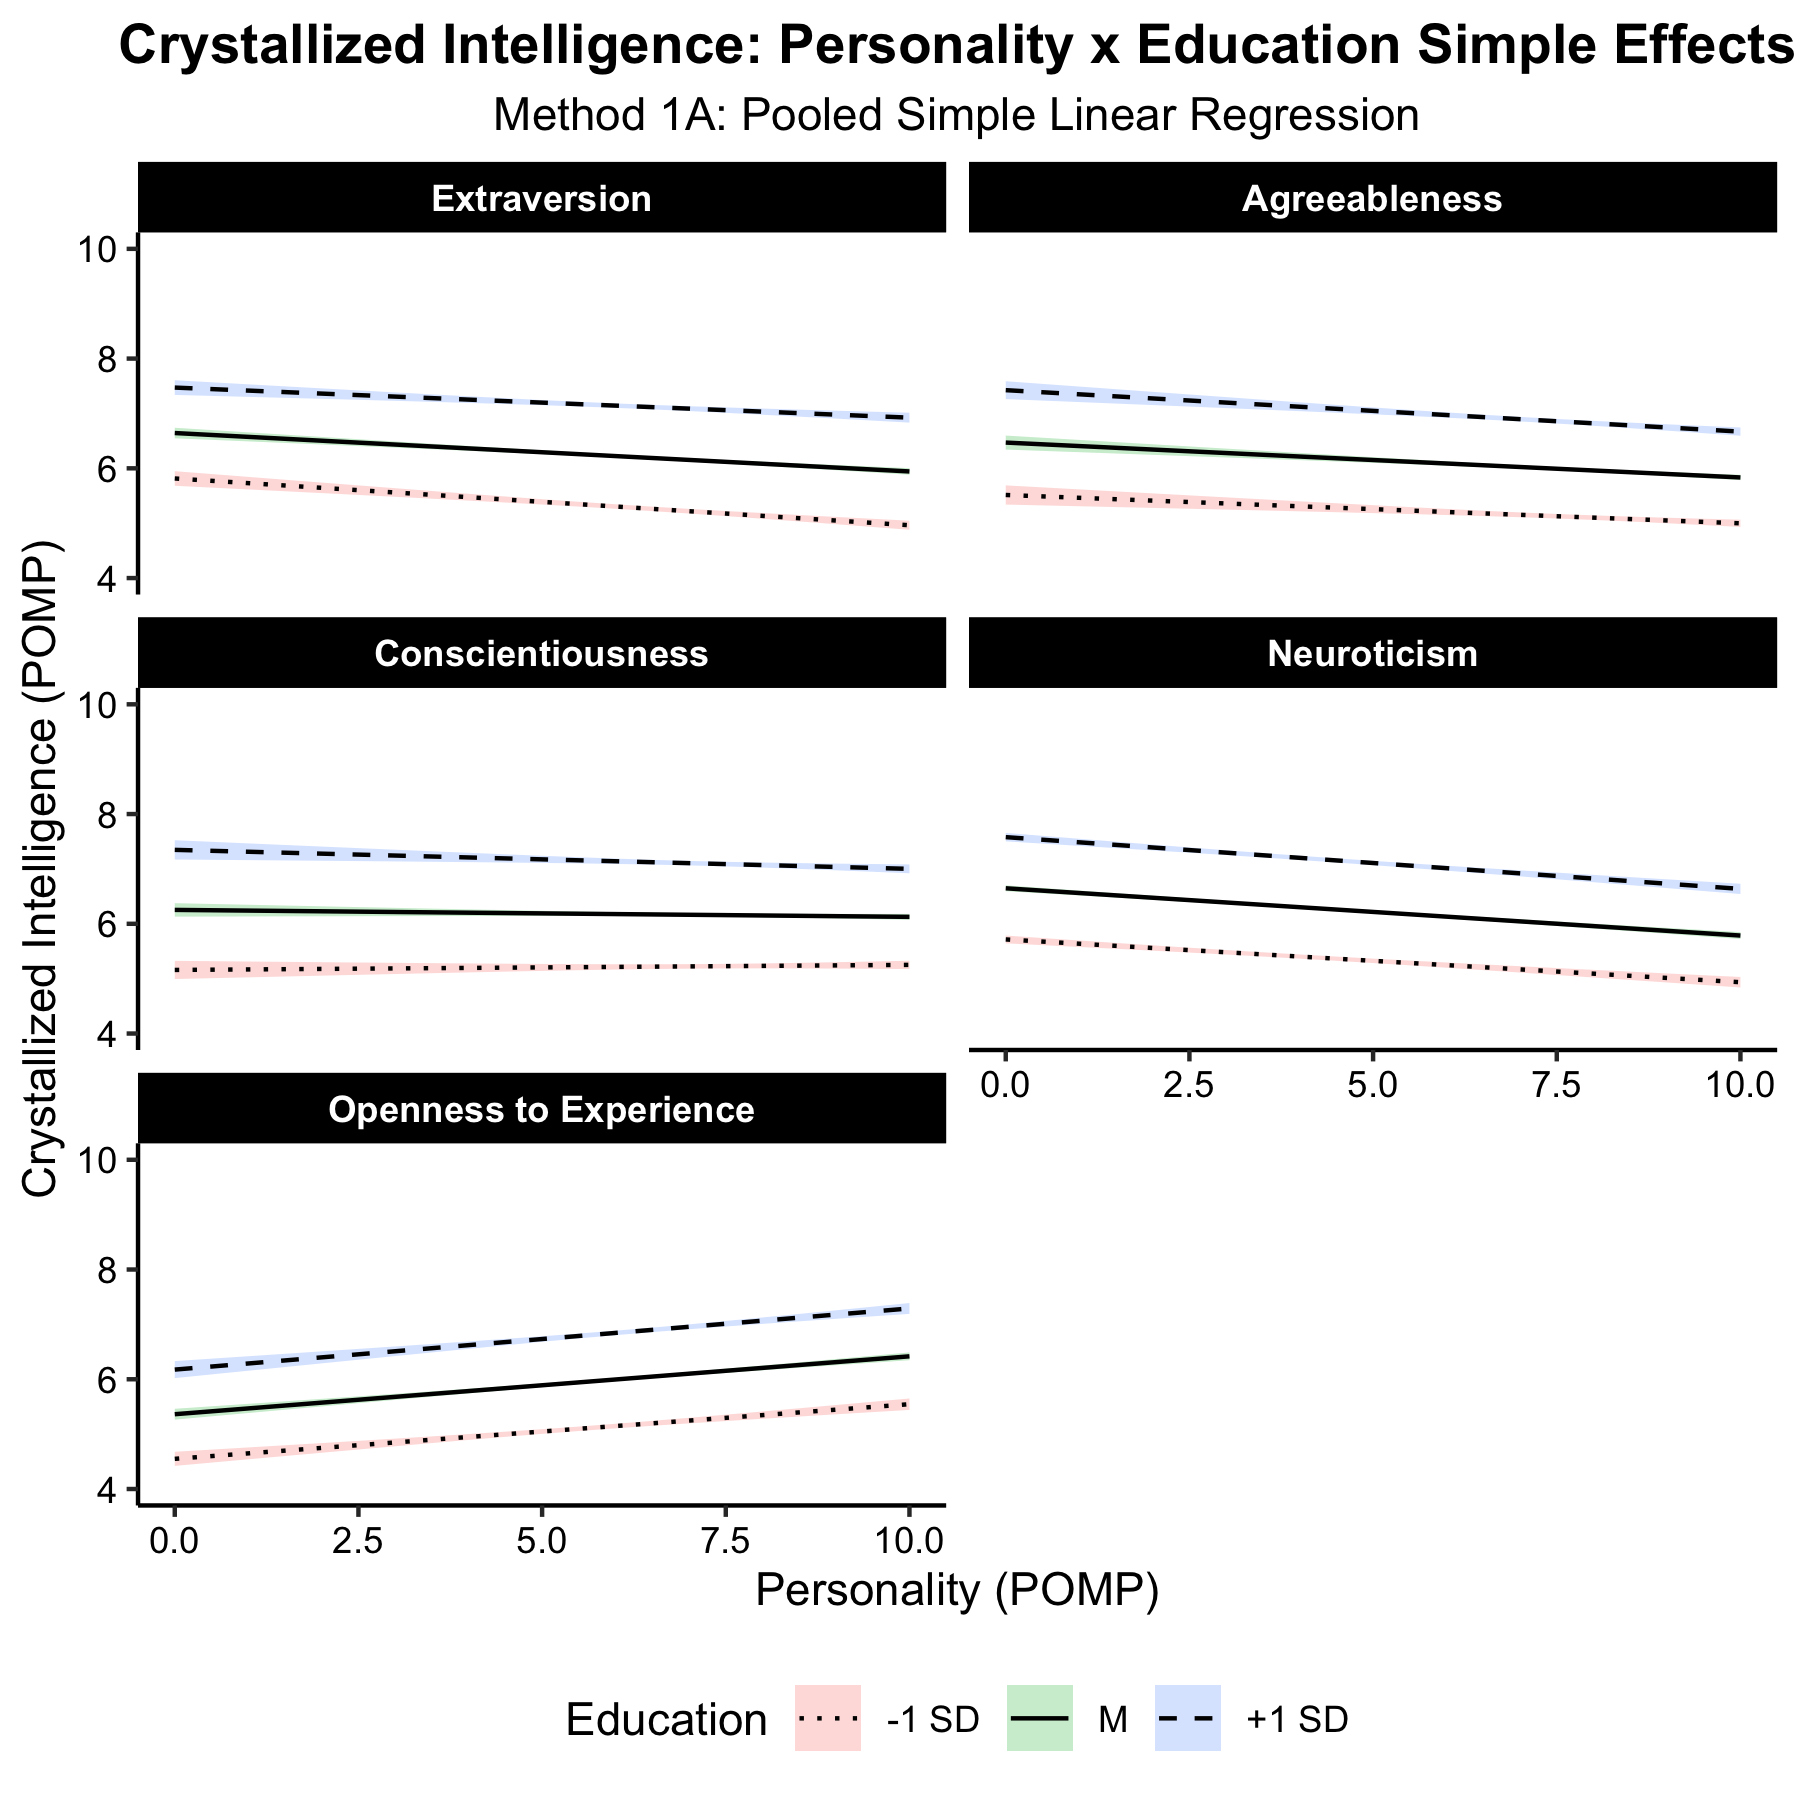 Crystallized Intelligence: Personality x Education Simple Effects
Method 1A: Pooled Simple Linear Regression
Crystallized Intelligence (POMP)
Extraversion
10
8
6
4
Agreeableness
Conscientiousness
10
8
6
4
Neuroticism
0.0 2.5 5.0 7.5 10.0
Openness to Experience
10
8
6
4
0.0 2.5 5.0 7.5 10.0
Personality (POMP)
Education -1 SD M +1 SD